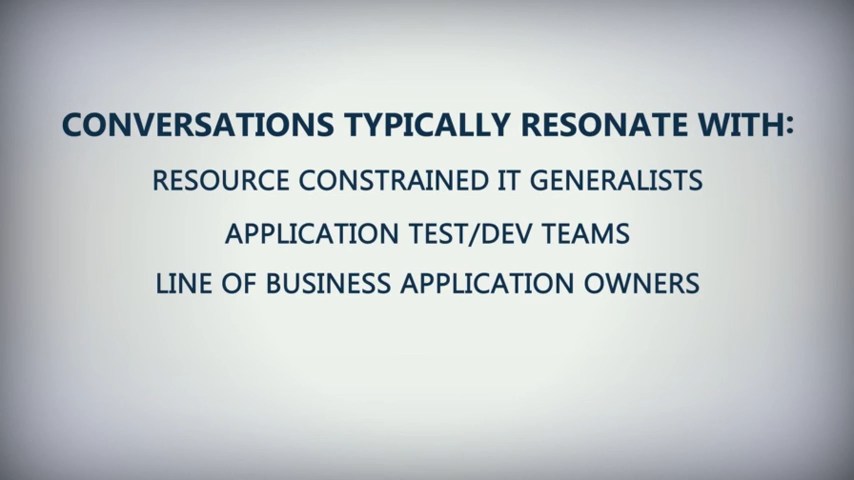 CONVERSATIONS TYPICALLY RESONATE WITH:
RESOURCE CONSTRAINED IT GENERALISTS
APPLICATION TEST/DEV TEAMS
LINE OF BUSINESS APPLICATION OWNERS